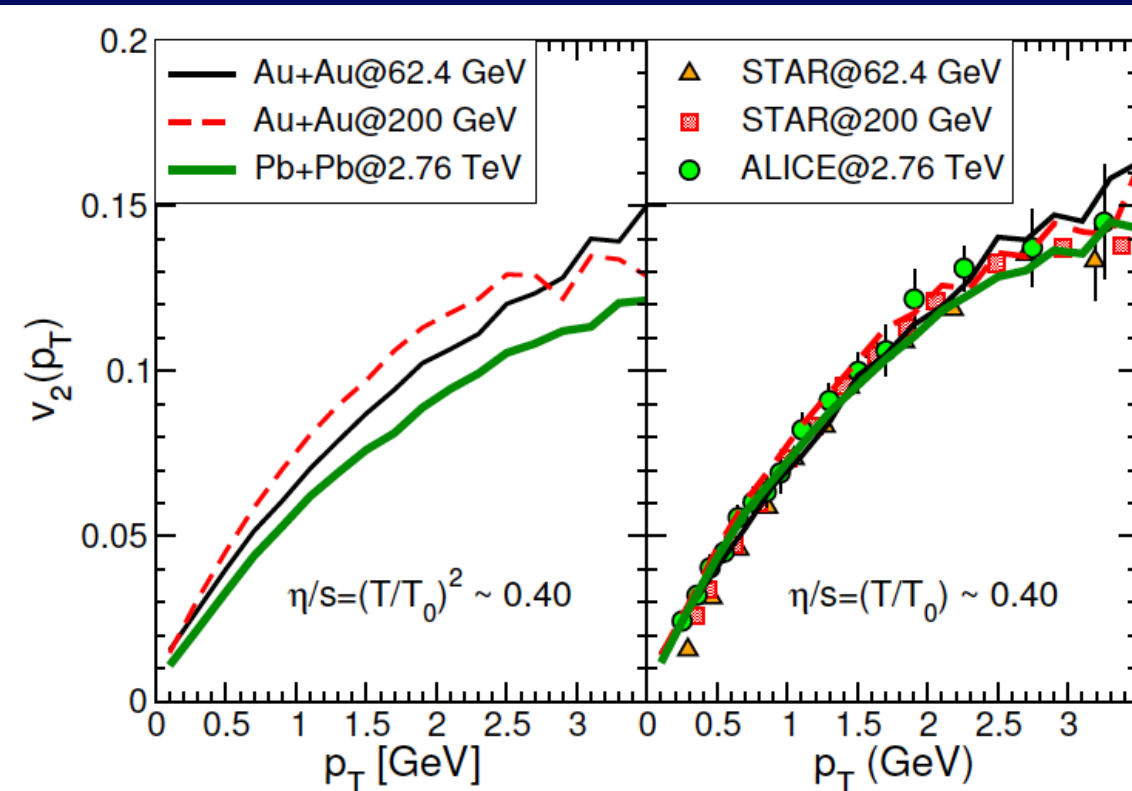 0.2
0.15
0.1
0.05
0
v2(pT)
Au+Au@62.4 GeV
Au+Au@200 GeV
Pb+Pb@2.76 TeV
η/s=(T/T0)^2 ~ 0.40
0 0.5 1 1.5 2 2.5 3
pT [GeV]
STAR@62.4 GeV
STAR@200 GeV
ALICE@2.76 TeV
η/s=(T/T0) ~ 0.40
0 0.5 1 1.5 2 2.5 3
pT (GeV)